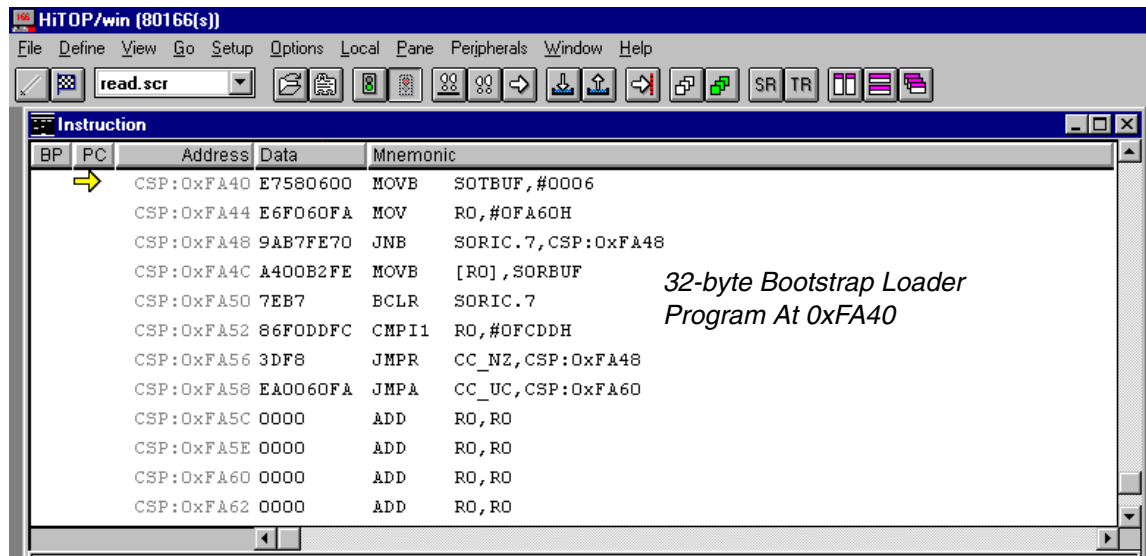 HiTOP/win (80166(s))
File Define View Go Setup Options Local Pane Peripherals Window Help
read.scr SR TR
Instruction
BP PC Address Data Mnemonic
CSP:0xFA40 E7580600 MOVB S0TBUF,#0006
CSP:0xFA44 E6F060FA MOV R0,#0FA60H
CSP:0xFA48 9AB7FE70 JNB S0RIC.7,CSP:0xFA48
CSP:0xFA4C A400B2FE MOVB [R0],S0RBUF
CSP:0xFA50 7EB7 BCLR S0RIC.7
CSP:0xFA52 86F0DDFC CMPI1 R0,#0FCDDH
CSP:0xFA56 3DF8 JMPR CC_NZ,CSP:0xFA48
CSP:0xFA58 EA0060FA JMPA CC_UC,CSP:0xFA60
CSP:0xFA5C 0000 ADD R0,R0
CSP:0xFA5E 0000 ADD R0,R0
CSP:0xFA60 0000 ADD R0,R0
CSP:0xFA62 0000 ADD R0,R0
32-byte Bootstrap Loader
Program At 0xFA40